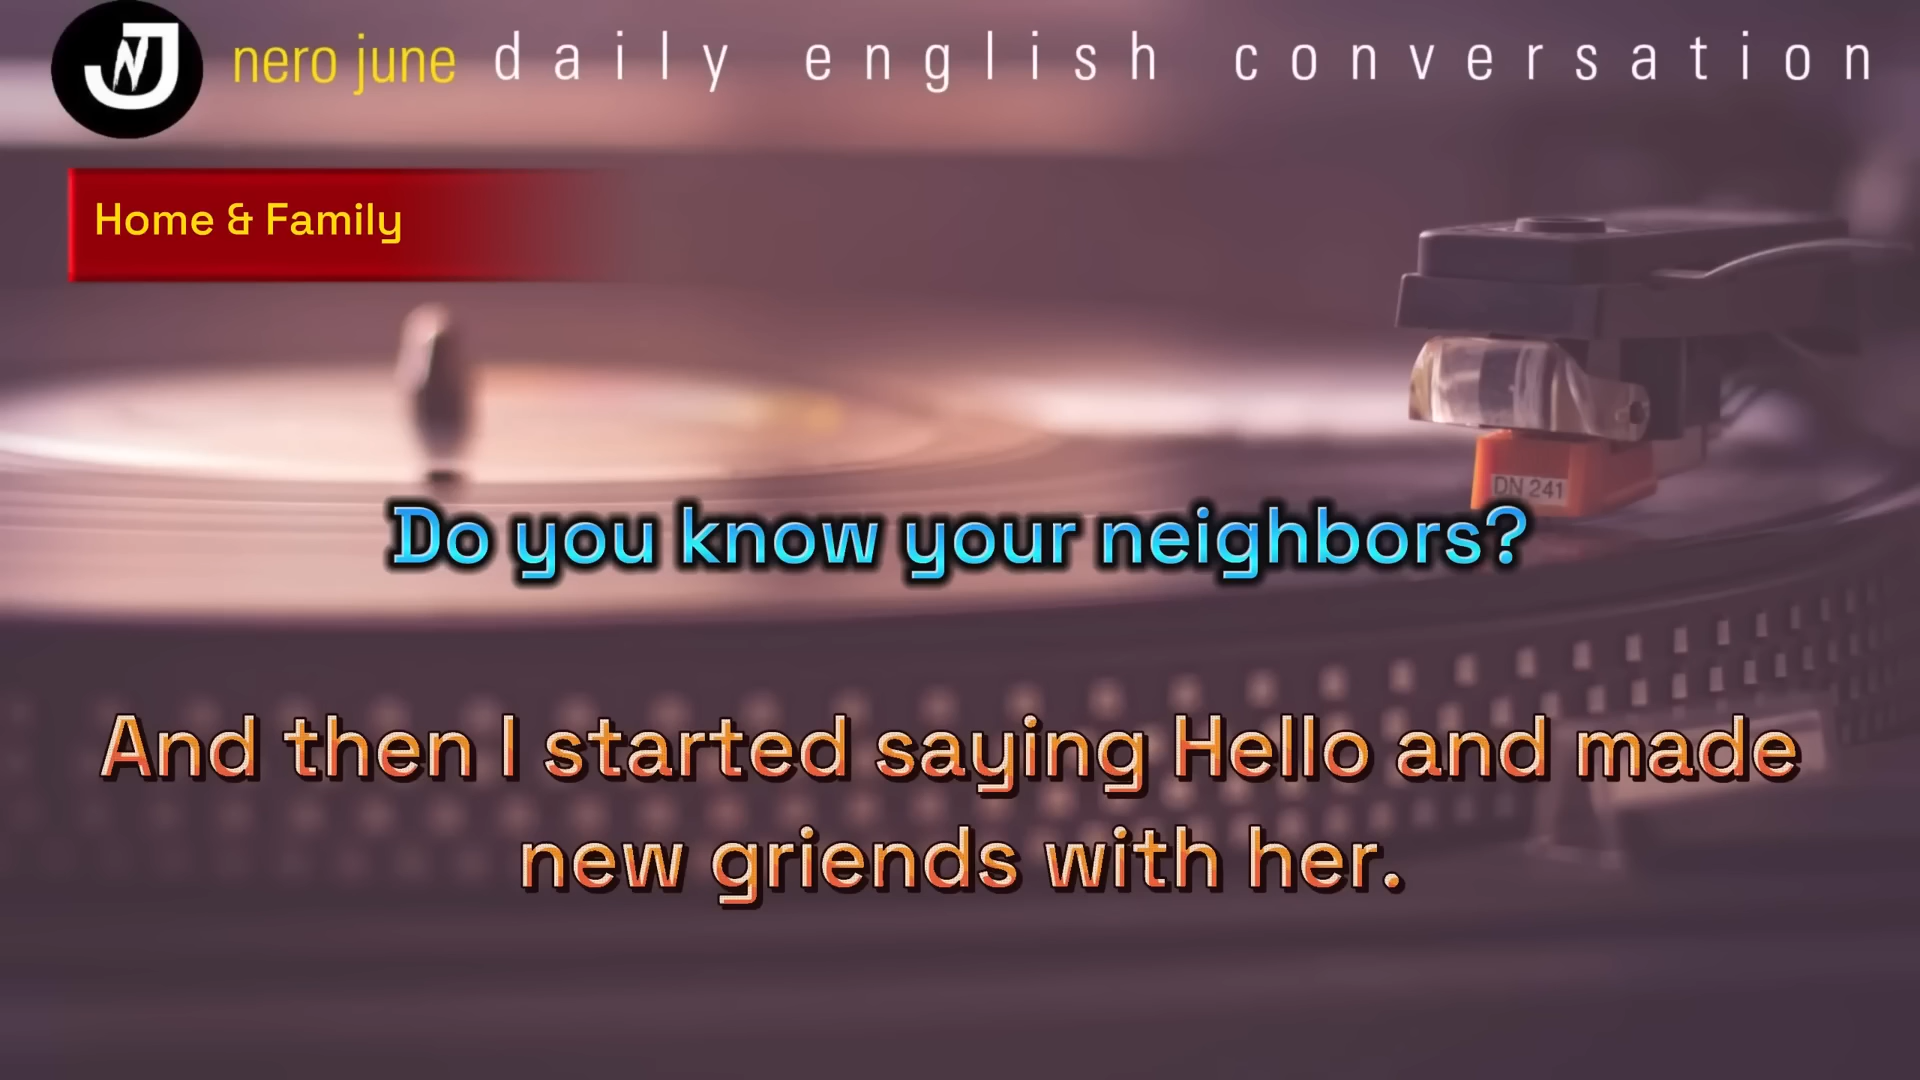 NJ nero june daily english conversation
Home & Family
DN 241
Do you know your neighbors?
And then I started saying Hello and made
new griends with her.